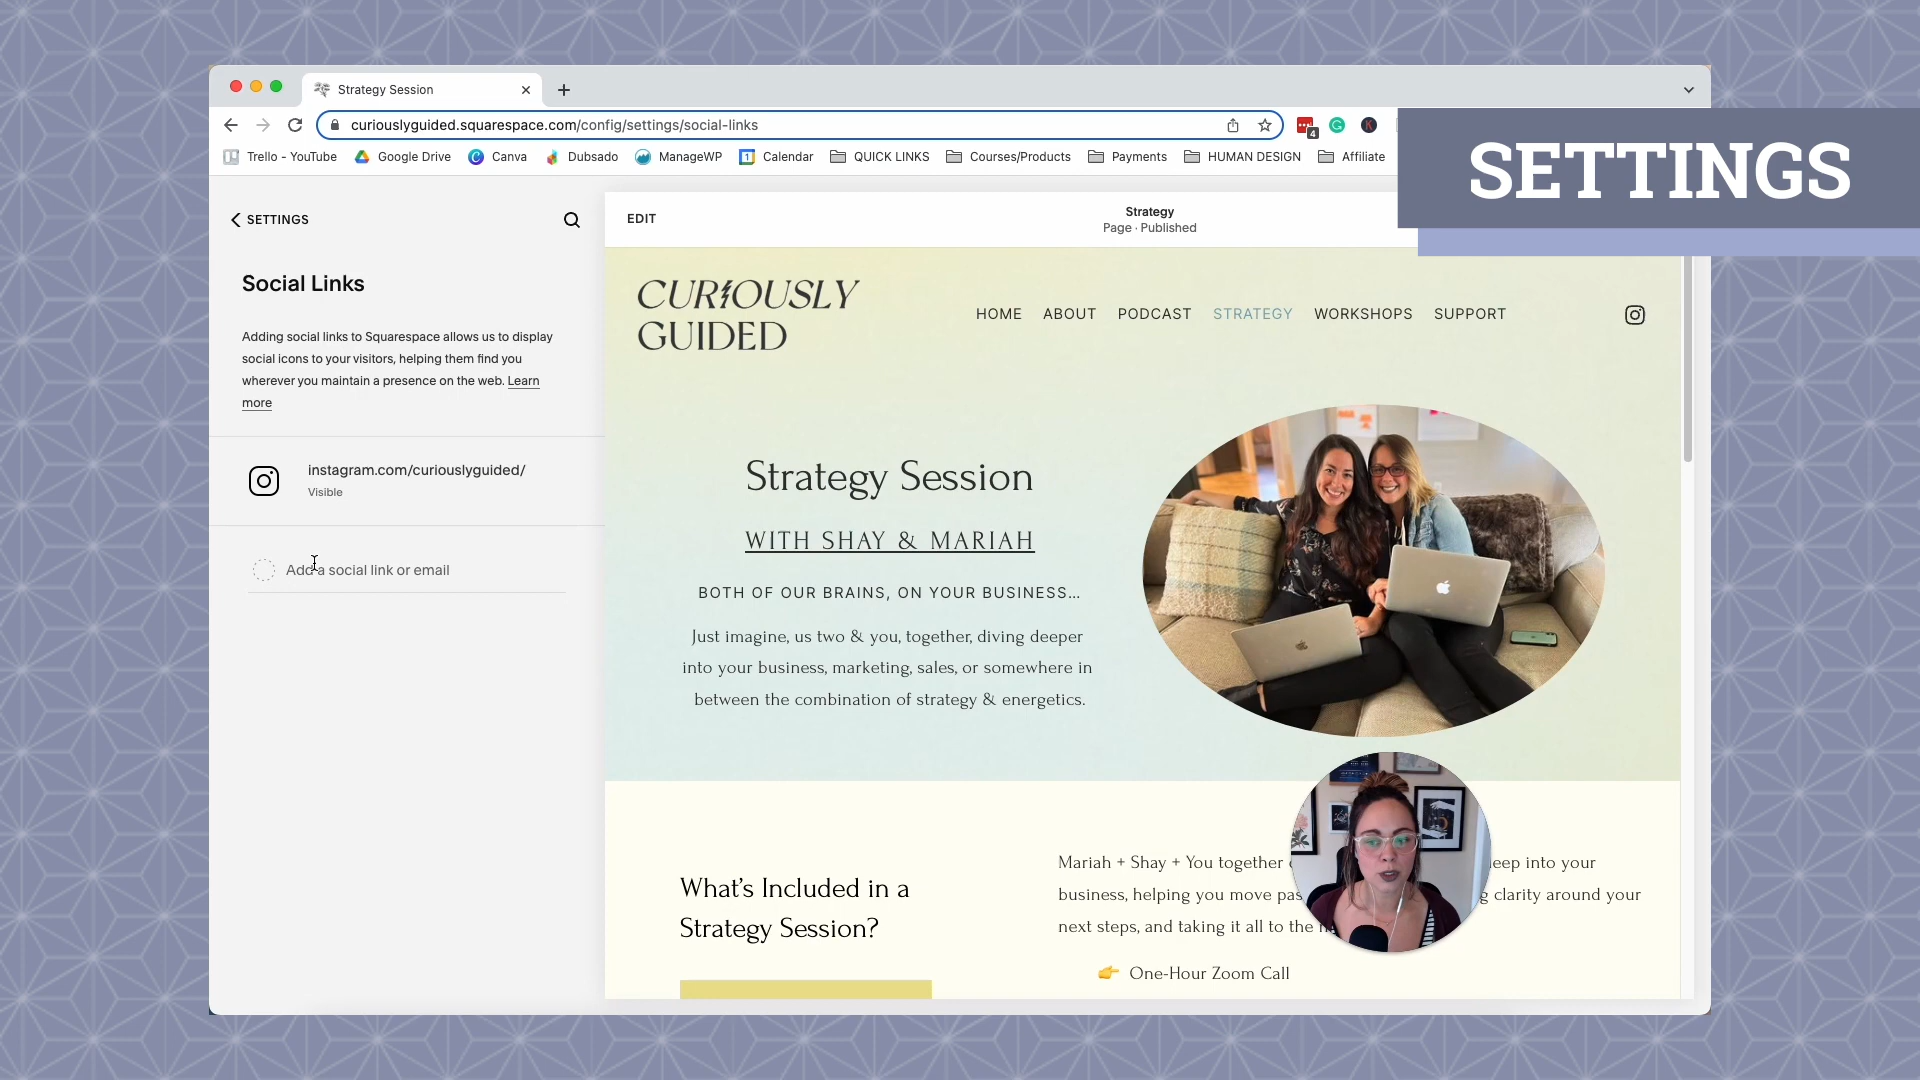 Strategy Session
curiouslyguided.squarespace.com/config/settings/social-links
4
Trello - YouTube
Google Drive
Canva
Dubsado
ManageWP
1
Calendar
QUICK LINKS
Courses/Products
Payments
HUMAN DESIGN
Affiliate
SETTINGS
SETTINGS
Social Links
Adding social links to Squarespace allows us to display
social icons to your visitors, helping them find you
wherever you maintain a presence on the web. Learn
more
instagram.com/curiouslyguided/
Visible
Add a social link or email
EDIT
Strategy
Page · Published
CURIOUSLY
GUIDED
HOME
ABOUT
PODCAST
STRATEGY
WORKSHOPS
SUPPORT
Strategy Session
WITH SHAY & MARIAH
BOTH OF OUR BRAINS, ON YOUR BUSINESS...
Just imagine, us two & you, together, diving deeper
into your business, marketing, sales, or somewhere in
between the combination of strategy & energetics.
What's Included in a
Strategy Session?
Mariah + Shay + You together into your
business, helping you move clarity around your
next steps, and taking it all to the
👉 One-Hour Zoom Call